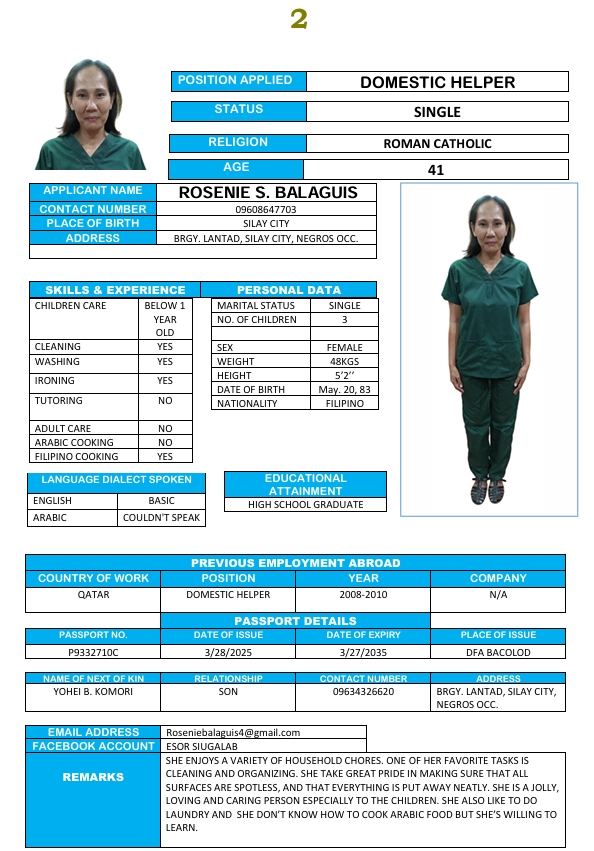 2
POSITION APPLIED DOMESTIC HELPER
STATUS SINGLE
RELIGION ROMAN CATHOLIC
AGE 41
APPLICANT NAME ROSENIE S. BALAGUIS
CONTACT NUMBER 09608647703
PLACE OF BIRTH SILAY CITY
ADDRESS BRGY. LANTAD, SILAY CITY, NEGROS OCC.
SKILLS & EXPERIENCE
CHILDREN CARE BELOW 1
YEAR
OLD
CLEANING YES
WASHING YES
IRONING YES
TUTORING NO
ADULT CARE NO
ARABIC COOKING NO
FILIPINO COOKING YES
PERSONAL DATA
MARITAL STATUS SINGLE
NO. OF CHILDREN 3
SEX FEMALE
WEIGHT 48KGS
HEIGHT 5’2’’
DATE OF BIRTH May. 20, 83
NATIONALITY FILIPINO
LANGUAGE DIALECT SPOKEN
ENGLISH BASIC
ARABIC COULDN'T SPEAK
EDUCATIONAL
ATTAINMENT
HIGH SCHOOL GRADUATE
PREVIOUS EMPLOYMENT ABROAD
COUNTRY OF WORK POSITION YEAR COMPANY
QATAR DOMESTIC HELPER 2008-2010 N/A
PASSPORT DETAILS
PASSPORT NO. DATE OF ISSUE DATE OF EXPIRY PLACE OF ISSUE
P9332710C 3/28/2025 3/27/2035 DFA BACOLOD
NAME OF NEXT OF KIN RELATIONSHIP CONTACT NUMBER ADDRESS
YOHEI B. KOMORI SON 09634326620 BRGY. LANTAD, SILAY CITY,
NEGROS OCC.
EMAIL ADDRESS Roseniebalaguis4@gmail.com
FACEBOOK ACCOUNT ESOR SIUGALAB
REMARKS
SHE ENJOYS A VARIETY OF HOUSEHOLD CHORES. ONE OF HER FAVORITE TASKS IS
CLEANING AND ORGANIZING. SHE TAKE GREAT PRIDE IN MAKING SURE THAT ALL
SURFACES ARE SPOTLESS, AND THAT EVERYTHING IS PUT AWAY NEATLY. SHE IS A JOLLY,
LOVING AND CARING PERSON ESPECIALLY TO THE CHILDREN. SHE ALSO LIKE TO DO
LAUNDRY AND SHE DON'T KNOW HOW TO COOK ARABIC FOOD BUT SHE'S WILLING TO
LEARN.